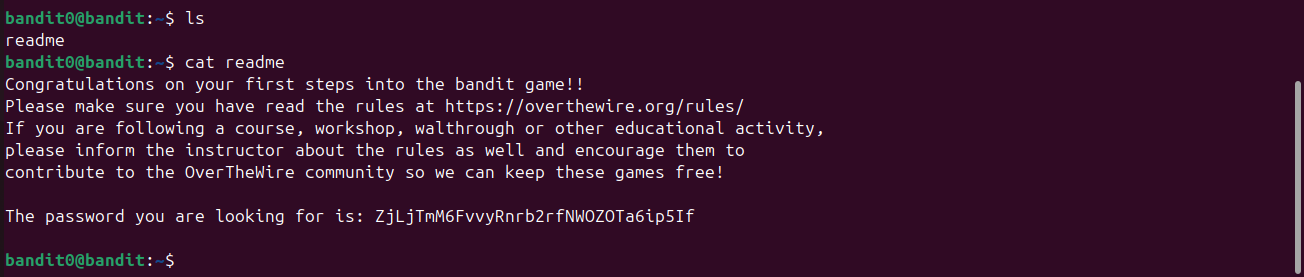 bandit0@bandit:~$ ls
readme
bandit0@bandit:~$ cat readme
Congratulations on your first steps into the bandit game!!
Please make sure you have read the rules at https://overthewire.org/rules/
If you are following a course, workshop, walthrough or other educational activity,
please inform the instructor about the rules as well and encourage them to
contribute to the OverTheWire community so we can keep these games free!
The password you are looking for is: ZjLjTmM6FvvyRnrb2rfNWOZOTa6ip5If
bandit0@bandit:~$